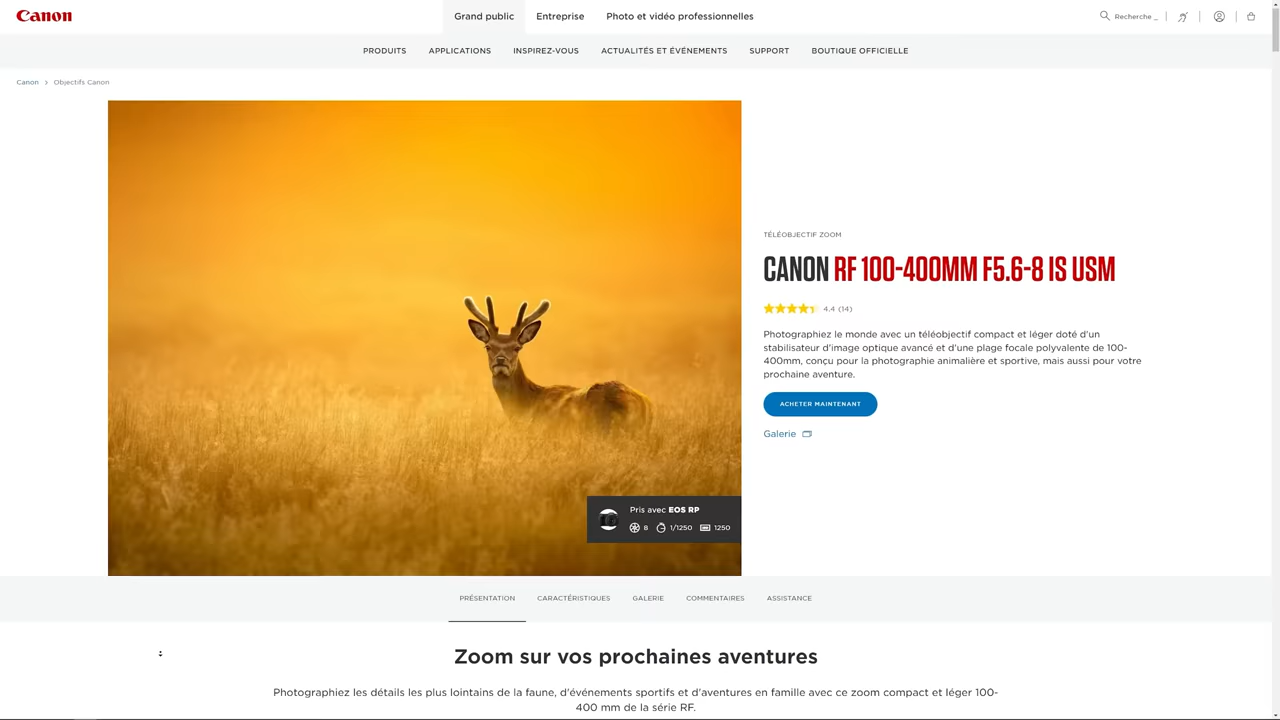 Canon
Grand public Entreprise Photo et vidéo professionnelles
Recherche _
PRODUITS APPLICATIONS INSPIREZ-VOUS ACTUALITÉS ET ÉVÉNEMENTS SUPPORT BOUTIQUE OFFICIELLE
Canon > Objectifs Canon
TÉLÉOBJECTIF ZOOM
CANON RF 100-400MM F5.6-8 IS USM
4.4 (14)
Photographiez le monde avec un téléobjectif compact et léger doté d'un
stabilisateur d'image optique avancé et d'une plage focale polyvalente de 100-
400mm, conçu pour la photographie animalière et sportive, mais aussi pour votre
prochaine aventure.
ACHETER MAINTENANT
Galerie
Pris avec EOS RP
8 1/1250 1250
PRÉSENTATION CARACTÉRISTIQUES GALERIE COMMENTAIRES ASSISTANCE
Zoom sur vos prochaines aventures
Photographiez les détails les plus lointains de la faune, d'événements sportifs et d'aventures en famille avec ce zoom compact et léger 100-
400 mm de la série RF.